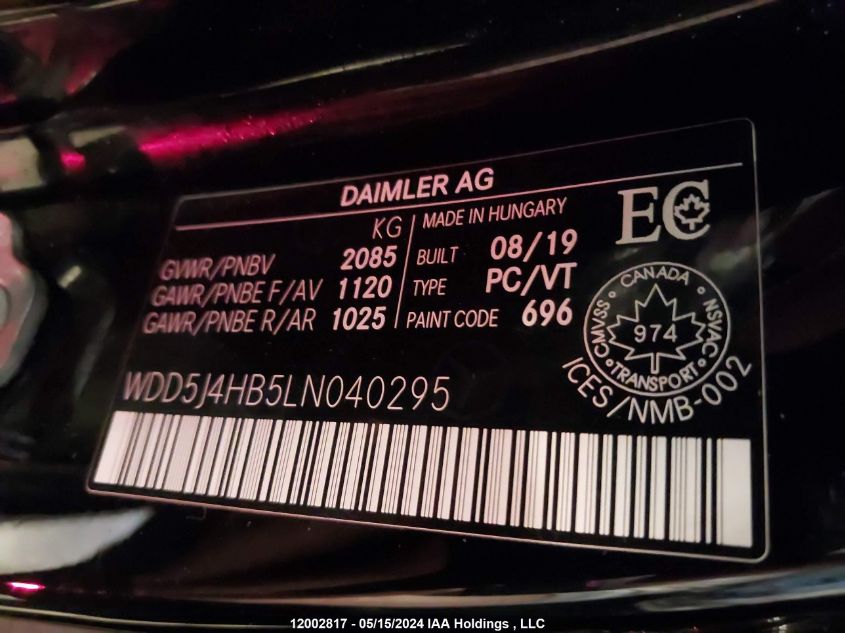 DAIMLER AG
KG
GVWR/PNBV 2085
GAWR/PNBE F/AV 1120
GAWR/PNBE R/AR 1025
MADE IN HUNGARY
BUILT 08/19
TYPE PC/VT
PAINT CODE 696
EC
CANADA
CMVSS 974 NSVAC
TRANSPORT
ICES/NMB-002
WDD5J4HB5LN040295
12002817 - 05/15/2024 IAA Holdings , LLC